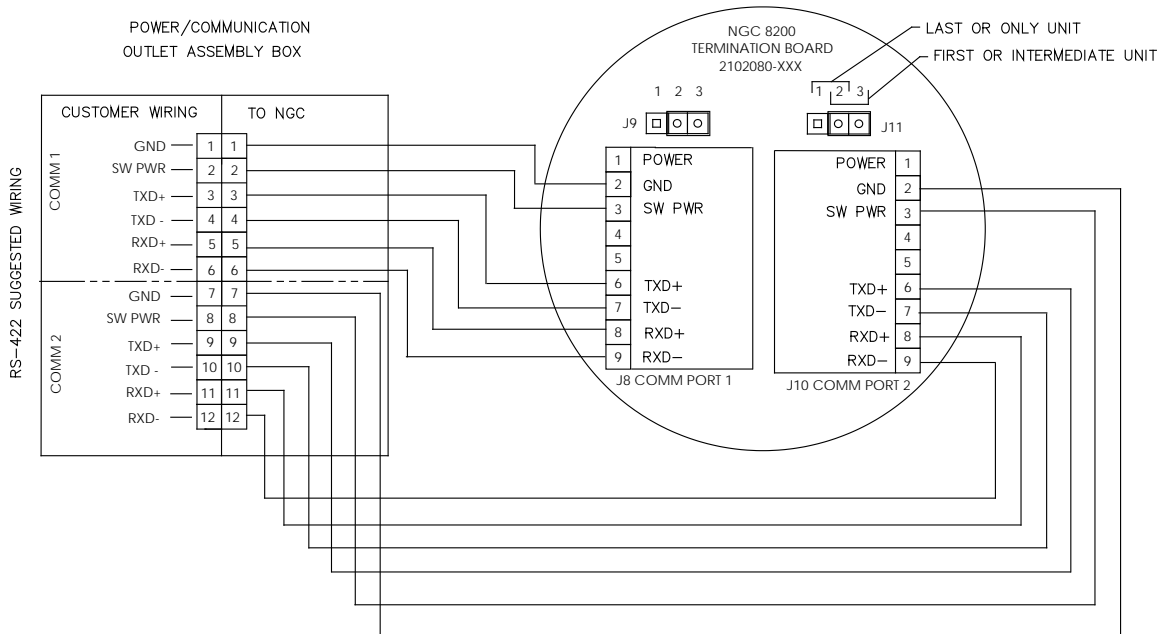 POWER/COMMUNICATION
OUTLET ASSEMBLY BOX
NGC 8200
TERMINATION BOARD
2102080-XXX
LAST OR ONLY UNIT
FIRST OR INTERMEDIATE UNIT
RS-422 SUGGESTED WIRING
CUSTOMER WIRING
TO NGC
COMM 1
GND 1 1
SW PWR 2 2
TXD+ 3 3
TXD - 4 4
RXD+ 5 5
RXD- 6 6
COMM 2
GND 7 7
SW PWR 8 8
TXD+ 9 9
TXD - 10 10
RXD+ 11 11
RXD- 12 12
1 2 3
J9
1 POWER
2 GND
3 SW PWR
4
5
6 TXD+
7 TXD-
8 RXD+
9 RXD-
J8 COMM PORT 1
1 2 3
J11
POWER 1
GND 2
SW PWR 3
4
5
TXD+ 6
TXD- 7
RXD+ 8
RXD- 9
J10 COMM PORT 2